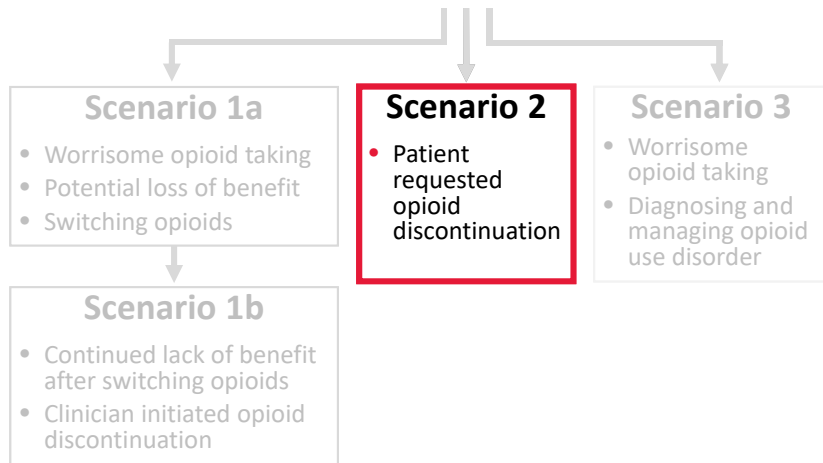 Scenario 1a
• Worrisome opioid taking
• Potential loss of benefit
• Switching opioids
Scenario 2
• Patient
requested
opioid
discontinuation
Scenario 3
• Worrisome
opioid taking
• Diagnosing and
managing opioid
use disorder
Scenario 1b
• Continued lack of benefit
after switching opioids
• Clinician initiated opioid
discontinuation